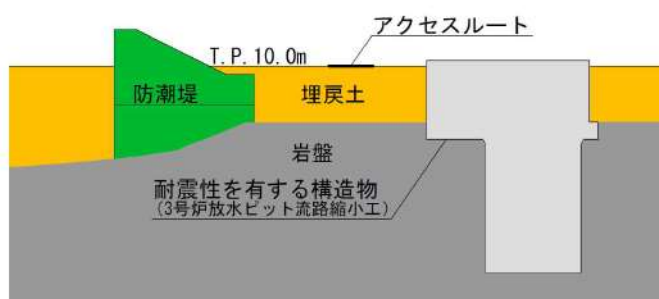 アクセスルート
T.P.10.0m
防潮堤
埋戻土
岩盤
耐震性を有する構造物
(3号炉放水ピット流路縮小工)